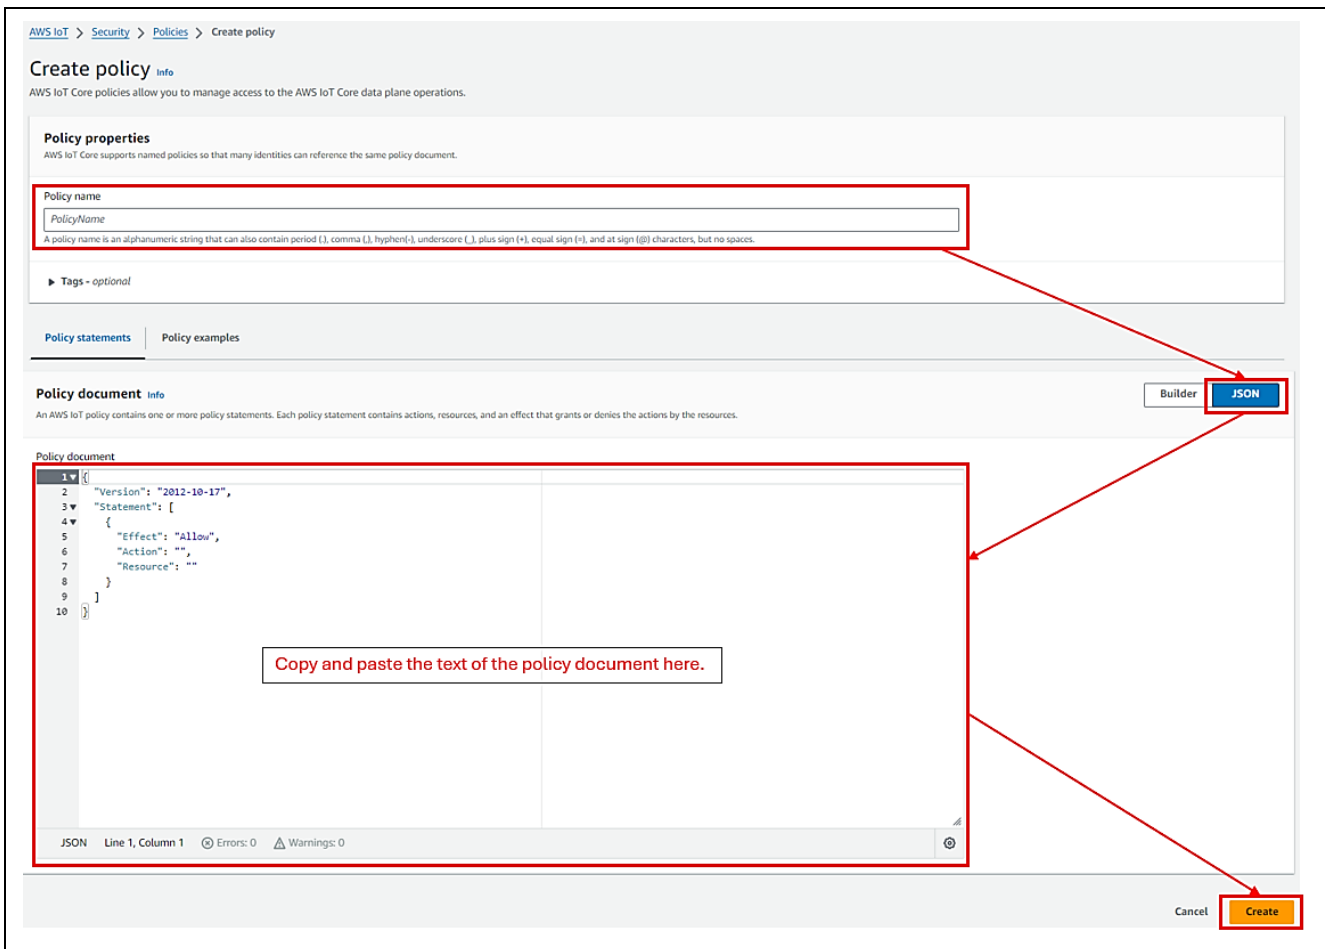 AWS IoT > Security > Policies > Create policy
Create policy Info
AWS IoT Core policies allow you to manage access to the AWS IoT Core data plane operations.
Policy properties
AWS IoT Core supports named policies so that many identities can reference the same policy document.
Policy name
PolicyName
A policy name is an alphanumeric string that can also contain period (.), comma (,), hyphen(-), underscore (_), plus sign (+), equal sign (=), and at sign (@) characters, but no spaces.
Tags - optional
Policy statements Policy examples
Policy document Info
Builder JSON
An AWS IoT policy contains one or more policy statements. Each policy statement contains actions, resources, and an effect that grants or denies the actions by the resources.
Policy document
1 {
2 "Version": "2012-10-17",
3 "Statement": [
4 {
5 "Effect": "Allow",
6 "Action": "",
7 "Resource": ""
8 }
9 ]
10 }
Copy and paste the text of the policy document here.
JSON Line 1, Column 1 Errors: 0 Warnings: 0
Cancel Create